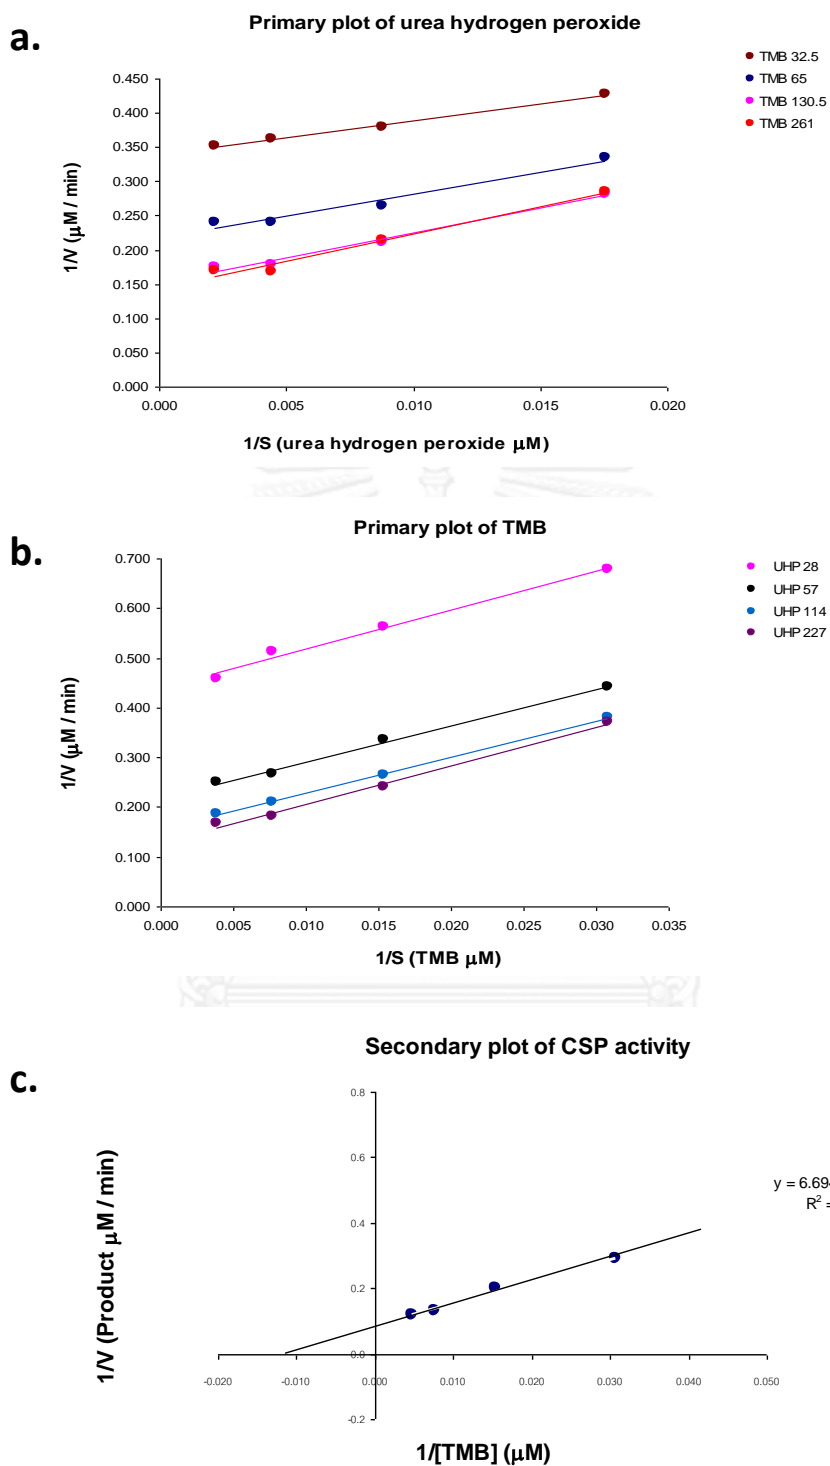 a.
Primary plot of urea hydrogen peroxide
TMB 32.5
TMB 65
TMB 130.5
TMB 261
0.450
0.400
0.350
0.300
0.250
0.200
0.150
0.100
0.050
0.000
1/V (µM / min)
0.000 0.005 0.010 0.015 0.020
1/S (urea hydrogen peroxide µM)
b.
Primary plot of TMB
UHP 28
UHP 57
UHP 114
UHP 227
0.700
0.600
0.500
0.400
0.300
0.200
0.100
0.000
1/V (µM / min)
0.000 0.005 0.010 0.015 0.020 0.025 0.030 0.035
1/S (TMB µM)
c.
Secondary plot of CSP activity
0.8
0.6
0.4
0.2
0.0
-0.2
1/V (Product µM / min)
y = 6.694
R² =
-0.020 -0.010 0.000 0.010 0.020 0.030 0.040 0.050
1/[TMB] (µM)